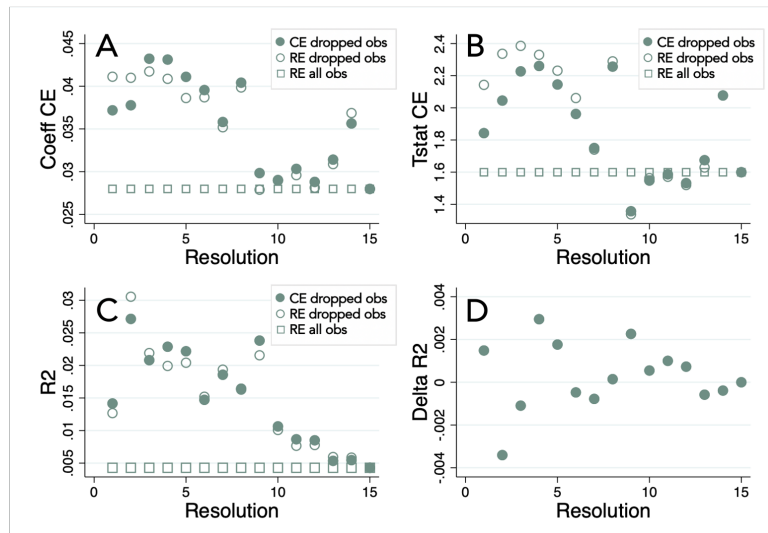 A
CE dropped obs
RE dropped obs
RE all obs
Coeff CE
.045
.04
.035
.03
.025
0
5
10
15
Resolution
B
CE dropped obs
RE dropped obs
RE all obs
Tstat CE
2.4
2.2
2
1.8
1.6
1.4
0
5
10
15
Resolution
C
CE dropped obs
RE dropped obs
RE all obs
R2
.03
.025
.02
.015
.01
.005
0
5
10
15
Resolution
D
Delta R2
.004
.002
0
-.002
-.004
0
5
10
15
Resolution